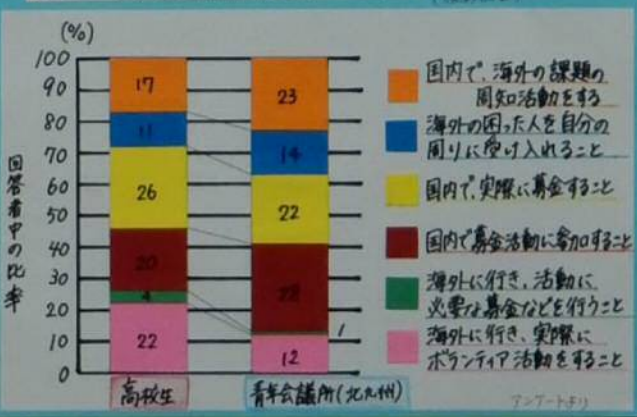 (%)
100
90
80
70
60
50
40
30
20
10
0
回答者中の比率
17
11
26
20
4
22
23
14
22
28
1
12
高校生
青年会議所(北九州)
国内で、海外の課題の
周知活動をする
海外の困った人を自分の
周りに受け入れること
国内で、実際に募金すること
国内で募金活動に参加すること
海外に行き、活動に
必要な募金などを行うこと
海外に行き、実際に
ボランティア活動をすること
アンケートより